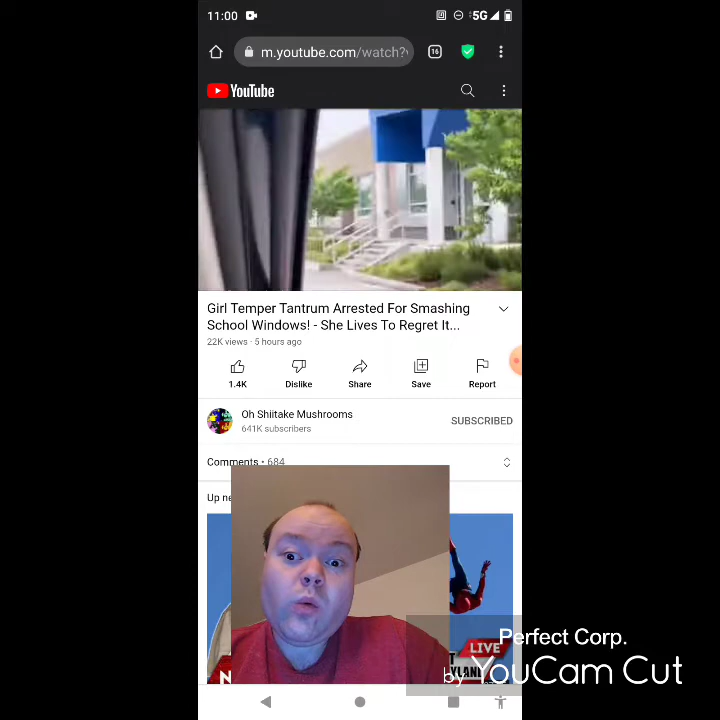 11:00 5G
m.youtube.com/watch?v 16
YouTube
Girl Temper Tantrum Arrested For Smashing
School Windows! - She Lives To Regret It...
22K views · 5 hours ago
1.4K Dislike Share Save Report
Oh Shiitake Mushrooms
641K subscribers
SUBSCRIBED
Comments • 684
Up ne
LIVE
N
Perfect Corp.
by YouCam Cut